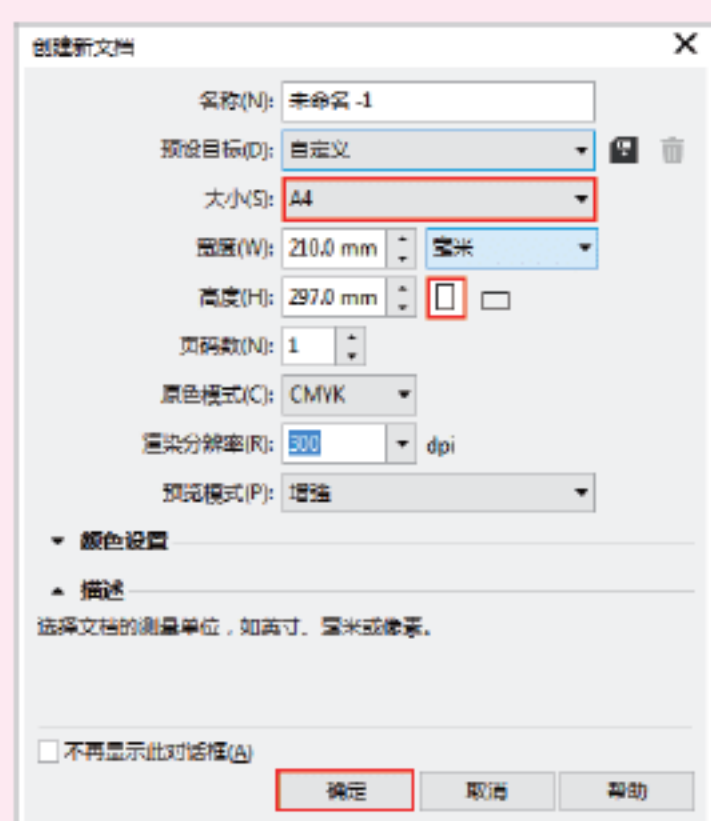 创建新文档
名称(N): 未命名 -1
预设目标(D): 自定义
大小(S): A4
宽度(W): 210.0 mm 毫米
高度(H): 297.0 mm
页码数(N): 1
原色模式(C): CMYK
渲染分辨率(R): 300 dpi
预览模式(P): 增强
颜色设置
描述
选择文档的测量单位，如英寸、毫米或像素。
不再显示此对话框(A)
确定 取消 帮助